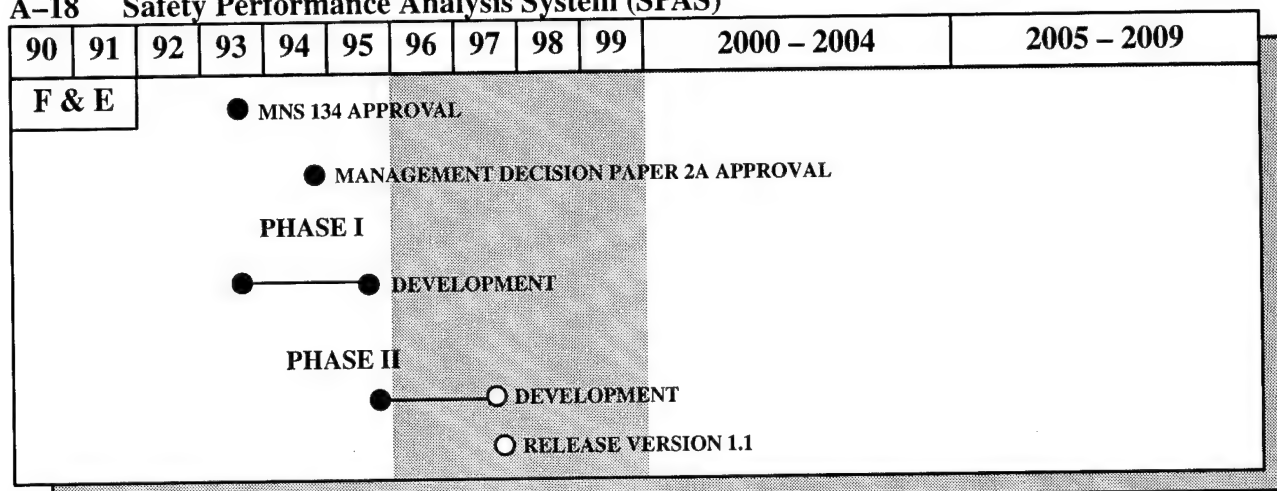 A–18 Safety Performance Analysis System (SPAS)
90 91 92 93 94 95 96 97 98 99 2000 – 2004 2005 – 2009
F & E
MNS 134 APPROVAL
MANAGEMENT DECISION PAPER 2A APPROVAL
PHASE I
DEVELOPMENT
PHASE II
DEVELOPMENT
RELEASE VERSION 1.1